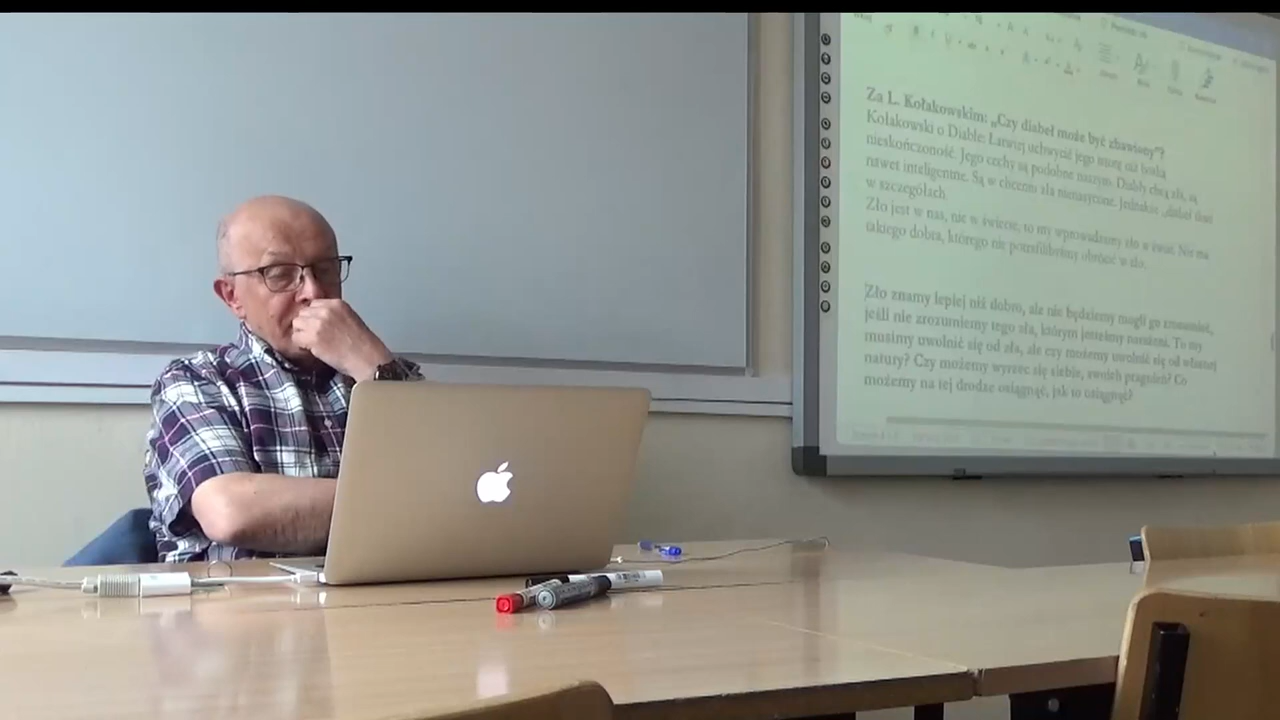 Za L. Kołakowskim: „Czy diabeł może być zbawiony”?
Kołakowski o Diable: Łatwiej uchwycić jego niż boską
nieskończoność. Jego cechy są podobne naszym. Diabły chcą zła, są
nawet inteligentne. Są w chceniu zła nienasycone. Jednakże „diabeł tkwi
w szczegółach
Zło jest w nas, nie w świecie, to my wprowadzamy zło w świat. Nie ma
takiego dobra, którego nie potrafilibyśmy obrócić w zło.
Zło znamy lepiej niż dobro, ale nie będziemy mogli go zrozumieć,
jeśli nie zrozumiemy tego zła, którym jesteśmy My
musimy uwolnić się od zła, ale czy możemy uwolnić się od własnej
natury? Czy możemy wyrzec się siebie, swoich pragnień? Co
możemy na tej drodze osiągnąć, jak to osiągnąć?